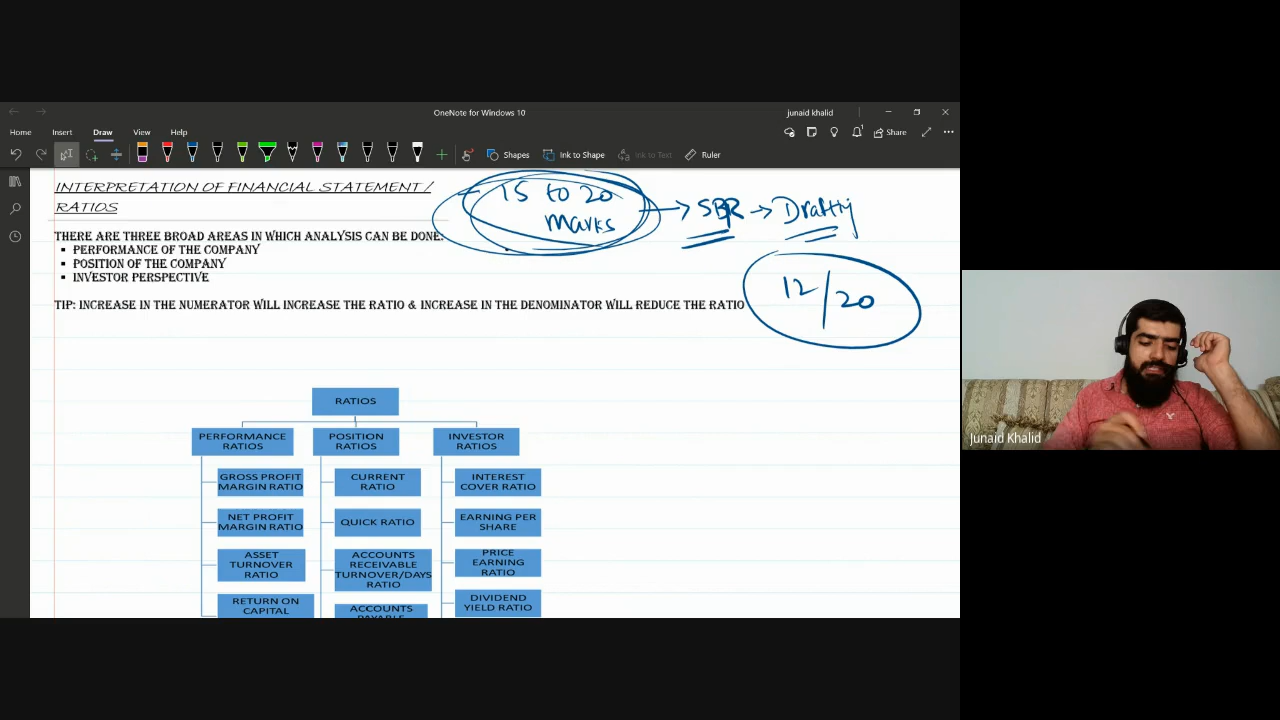 OneNote for Windows 10
junaid khalid
Home Insert Draw View Help
Share
Shapes Ink to Shape Ink to Text Ruler
INTERPRETATION OF FINANCIAL STATEMENT /
RATIOS
15 to 20
marks
SBR
Drafting
THERE ARE THREE BROAD AREAS IN WHICH ANALYSIS CAN BE DONE:
PERFORMANCE OF THE COMPANY
POSITION OF THE COMPANY
INVESTOR PERSPECTIVE
12/20
TIP: INCREASE IN THE NUMERATOR WILL INCREASE THE RATIO & INCREASE IN THE DENOMINATOR WILL REDUCE THE RATIO
RATIOS
PERFORMANCE
RATIOS
GROSS PROFIT
MARGIN RATIO
NET PROFIT
MARGIN RATIO
ASSET
TURNOVER
RATIO
RETURN ON
CAPITAL
POSITION
RATIOS
CURRENT
RATIO
QUICK RATIO
ACCOUNTS
RECEIVABLE
TURNOVER/DAYS
RATIO
ACCOUNTS
PAYABLE
INVESTOR
RATIOS
INTEREST
COVER RATIO
EARNING PER
SHARE
PRICE
EARNING
RATIO
DIVIDEND
YIELD RATIO
Junaid Khalid